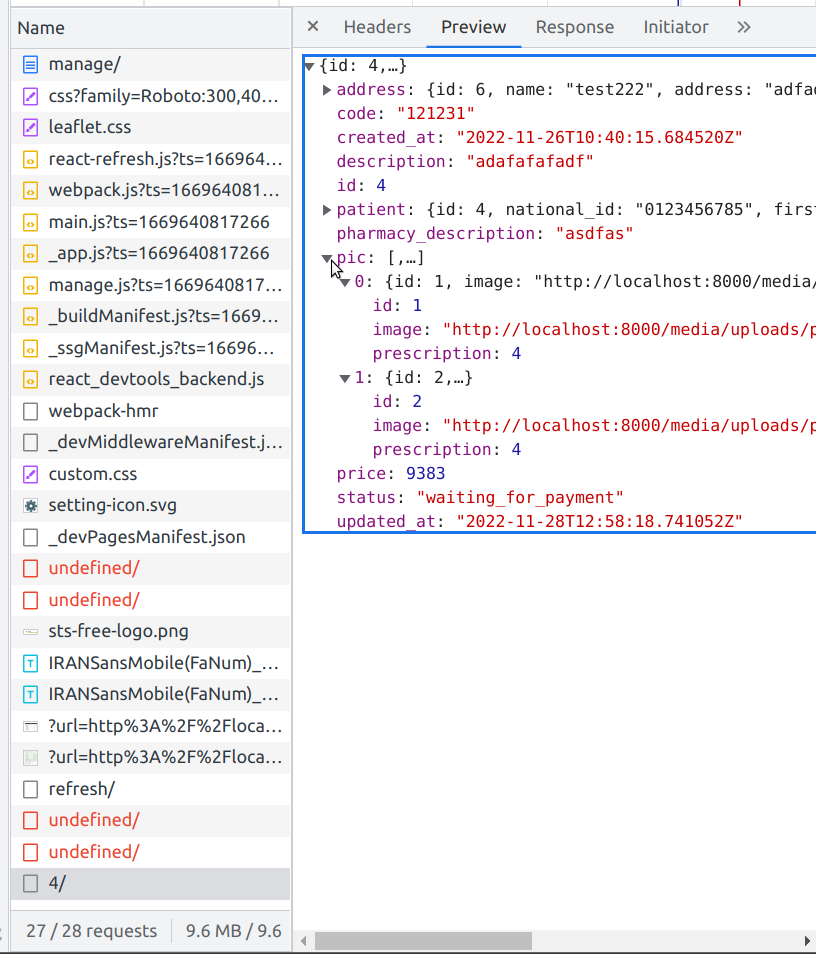 Name
manage/
css?family=Roboto:300,40...
leaflet.css
react-refresh.js?ts=166964...
webpack.js?ts=166964081...
main.js?ts=1669640817266
_app.js?ts=1669640817266
manage.js?ts=1669640817...
_buildManifest.js?ts=1669...
_ssgManifest.js?ts=16696...
react_devtools_backend.js
webpack-hmr
_devMiddlewareManifest.j...
custom.css
setting-icon.svg
_devPagesManifest.json
undefined/
undefined/
sts-free-logo.png
IRANSansMobile(FaNum)_...
IRANSansMobile(FaNum)_...
?url=http%3A%2F%2Floca...
?url=http%3A%2F%2Floca...
refresh/
undefined/
undefined/
4/
27 / 28 requests 9.6 MB / 9.6
Headers Preview Response Initiator
{id: 4,…}
address: {id: 6, name: "test222", address: "adfad
code: "121231"
created_at: "2022-11-26T10:40:15.684520Z"
description: "adafafafadf"
id: 4
patient: {id: 4, national_id: "0123456785", firs
pharmacy_description: "asdfas"
pic: [,…]
0: {id: 1, image: "http://localhost:8000/media/
id: 1
image: "http://localhost:8000/media/uploads/p
prescription: 4
1: {id: 2,…}
id: 2
image: "http://localhost:8000/media/uploads/p
prescription: 4
price: 9383
status: "waiting_for_payment"
updated_at: "2022-11-28T12:58:18.741052Z"